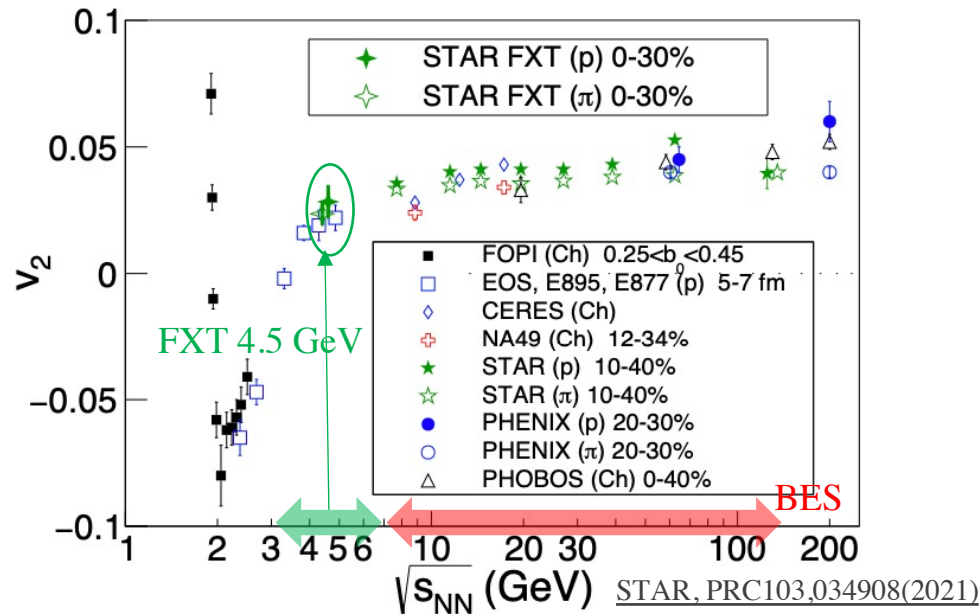 0.1
STAR FXT (p) 0-30%
STAR FXT (π) 0-30%
0.05
v2
0
FOPI (Ch) 0.25<b0<0.45
EOS, E895, E877 (p) 5-7 fm
CERES (Ch)
FXT 4.5 GeV
NA49 (Ch) 12-34%
STAR (p) 10-40%
−0.05
STAR (π) 10-40%
PHENIX (p) 20-30%
PHENIX (π) 20-30%
PHOBOS (Ch) 0-40%
BES
−0.1
1 2 3 4 5 6 10 20 30 100 200
√sNN (GeV)
STAR, PRC103,034908(2021)